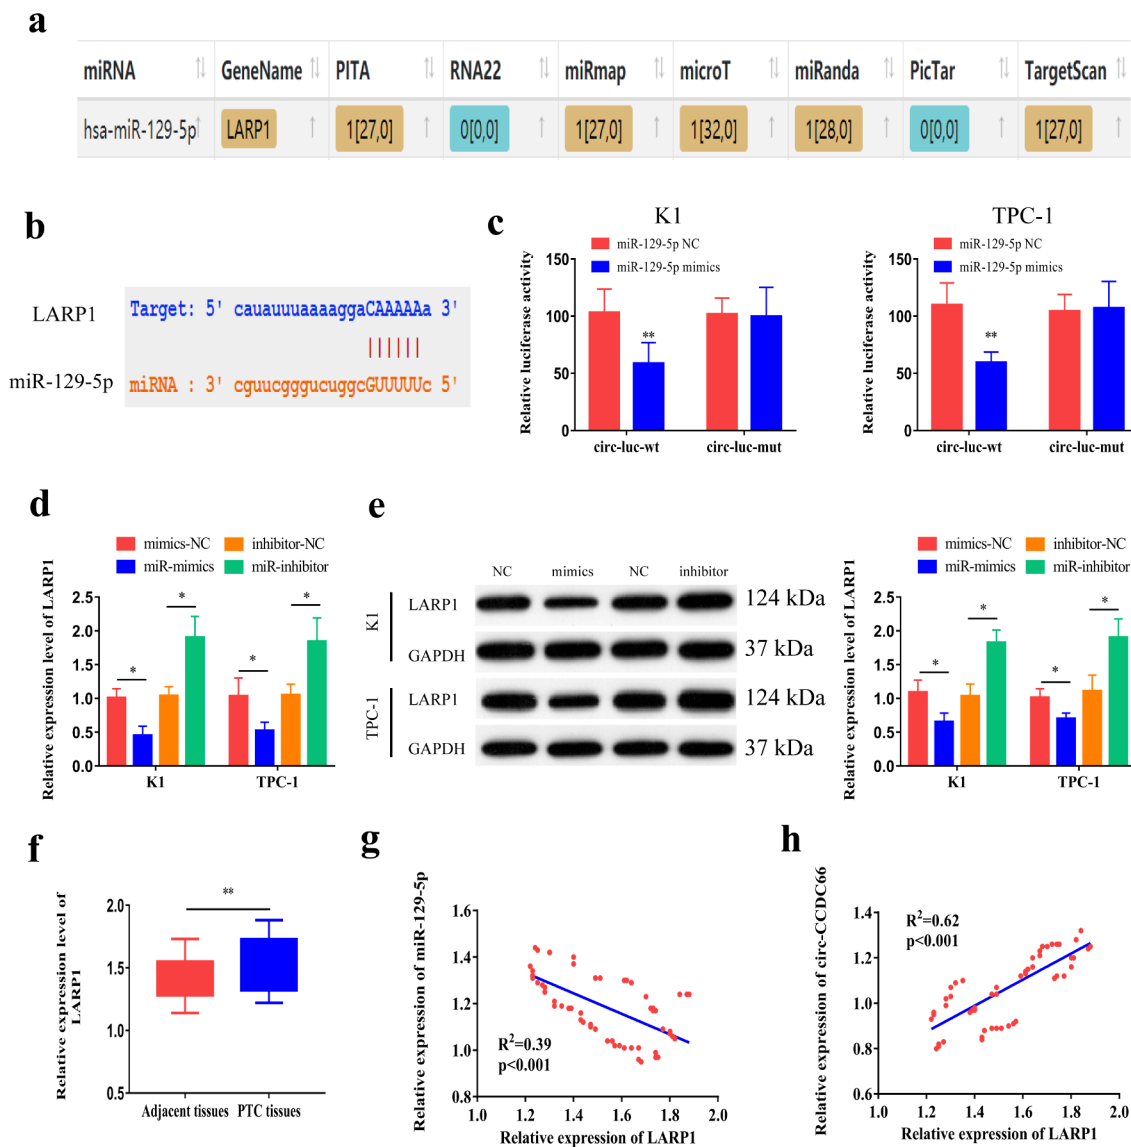 a
miRNA GeneName PITA RNA22 miRmap microT miRanda PicTar TargetScan
hsa-miR-129-5p LARP1 1[27,0] 0[0,0] 1[27,0] 1[32,0] 1[28,0] 0[0,0] 1[27,0]
b
LARP1
Target: 5' cauauuuaaaaggaCAAAAAa 3'
miR-129-5p
miRNA : 3' cguucgggucuggcGUUUUUc 5'
c
K1
miR-129-5p NC
miR-129-5p mimics
Relative luciferase activity
150
100
50
0
**
circ-luc-wt circ-luc-mut
TPC-1
miR-129-5p NC
miR-129-5p mimics
Relative luciferase activity
150
100
50
0
**
circ-luc-wt circ-luc-mut
d
mimics-NC inhibitor-NC
miR-mimics miR-inhibitor
Relative expression level of LARP1
2.5
2.0
1.5
1.0
0.5
0.0
* * * *
K1 TPC-1
e
NC mimics NC inhibitor
K1
LARP1 124 kDa
GAPDH 37 kDa
TPC-1
LARP1 124 kDa
GAPDH 37 kDa
mimics-NC inhibitor-NC
miR-mimics miR-inhibitor
Relative expression level of LARP1
2.5
2.0
1.5
1.0
0.5
0.0
* * * *
K1 TPC-1
f
Relative expression level of
LARP1
2.0
1.5
1.0
0.5
**
Adjacent tissues PTC tissues
g
Relative expression of miR-129-5p
1.6
1.4
1.2
1.0
0.8
R2=0.39
p<0.001
1.0 1.2 1.4 1.6 1.8 2.0
Relative expression of LARP1
h
Relative expression of circ-CCDC66
1.4
1.2
1.0
0.8
0.6
R2=0.62
p<0.001
1.0 1.2 1.4 1.6 1.8 2.0
Relative expression of LARP1